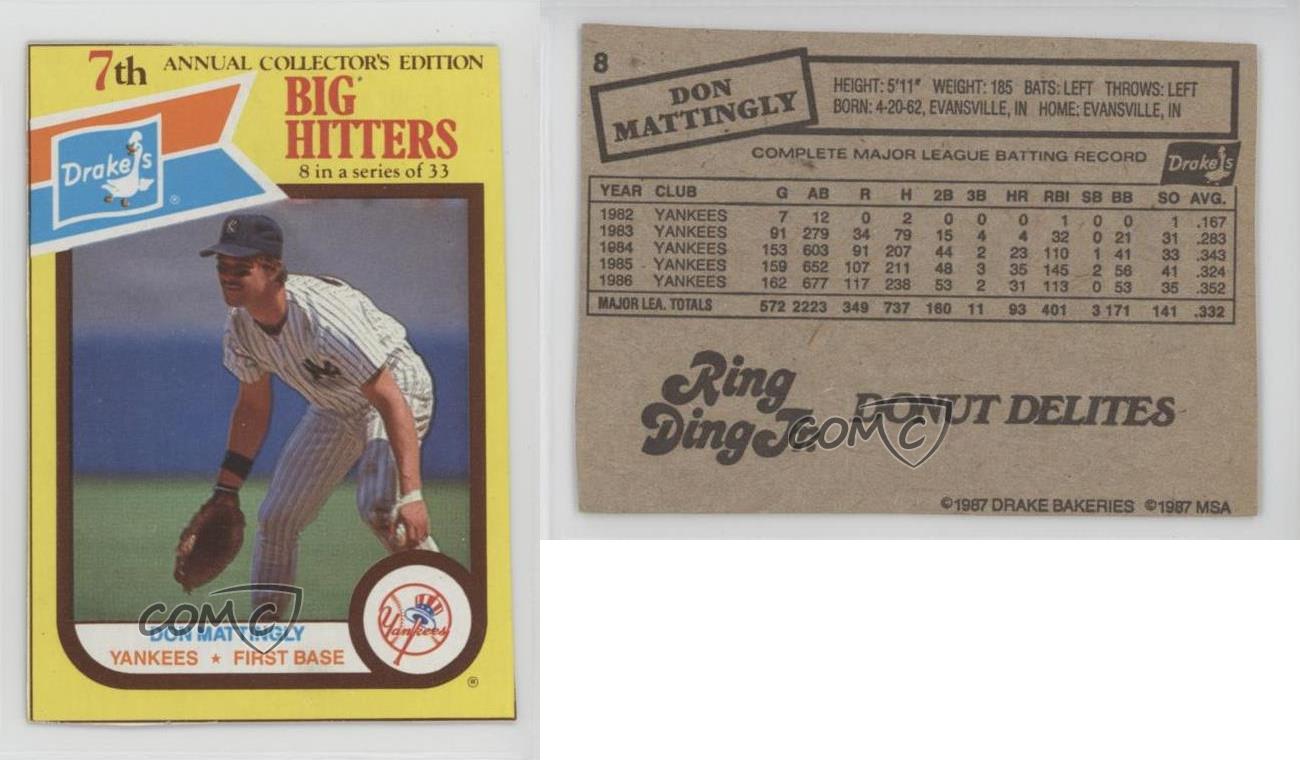 7th ANNUAL COLLECTOR'S EDITION
BIG
HITTERS
8 in a series of 33
Drake's
®
NY
COMC
DON MATTINGLY
YANKEES ★ FIRST BASE
Yankees
8
DON
MATTINGLY
HEIGHT: 5'11" WEIGHT: 185 BATS: LEFT THROWS: LEFT
BORN: 4-20-62, EVANSVILLE, IN HOME: EVANSVILLE, IN
COMPLETE MAJOR LEAGUE BATTING RECORD
Drake's
YEAR CLUB G AB R H 2B 3B HR RBI SB BB SO AVG.
1982 YANKEES 7 12 0 2 0 0 0 1 0 0 1 .167
1983 YANKEES 91 279 34 79 15 4 4 32 0 21 31 .283
1984 YANKEES 153 603 91 207 44 2 23 110 1 41 33 .343
1985 YANKEES 159 652 107 211 48 3 35 145 2 56 41 .324
1986 YANKEES 162 677 117 238 53 2 31 113 0 53 35 .352
MAJOR LEA. TOTALS 572 2223 349 737 160 11 93 401 3 171 141 .332
Ring
Ding Jr. DONUT DELITES
COMC
©1987 DRAKE BAKERIES ©1987 MSA